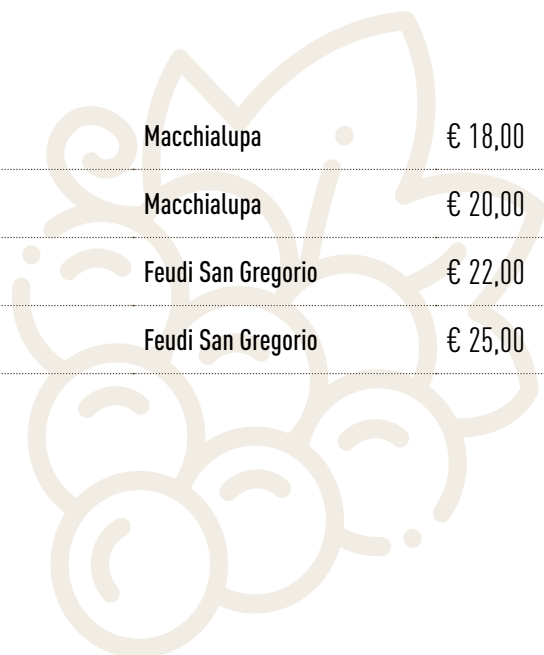 Macchialupa € 18,00
Macchialupa € 20,00
Feudi San Gregorio € 22,00
Feudi San Gregorio € 25,00